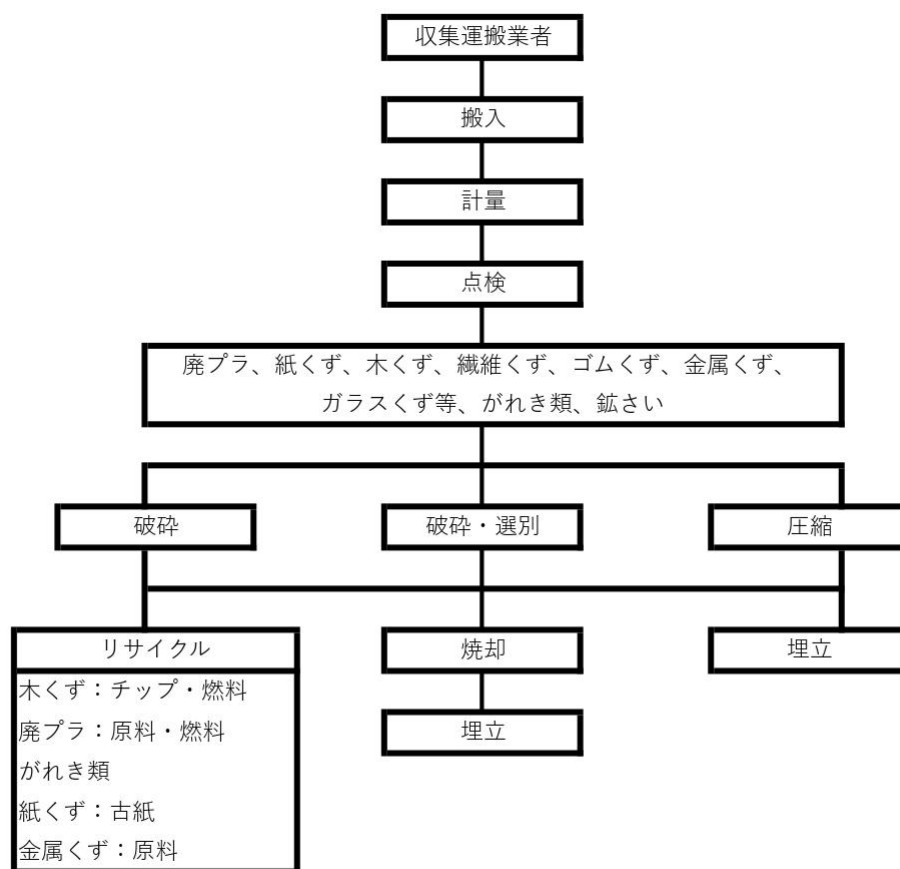 収集運搬業者
搬入
計量
点検
廃プラ、紙くず、木くず、繊維くず、ゴムくず、金属くず、
ガラスくず等、がれき類、鉱さい
破砕
破砕・選別
圧縮
リサイクル
焼却
埋立
木くず：チップ・燃料
廃プラ：原料・燃料
埋立
がれき類
紙くず：古紙
金属くず：原料